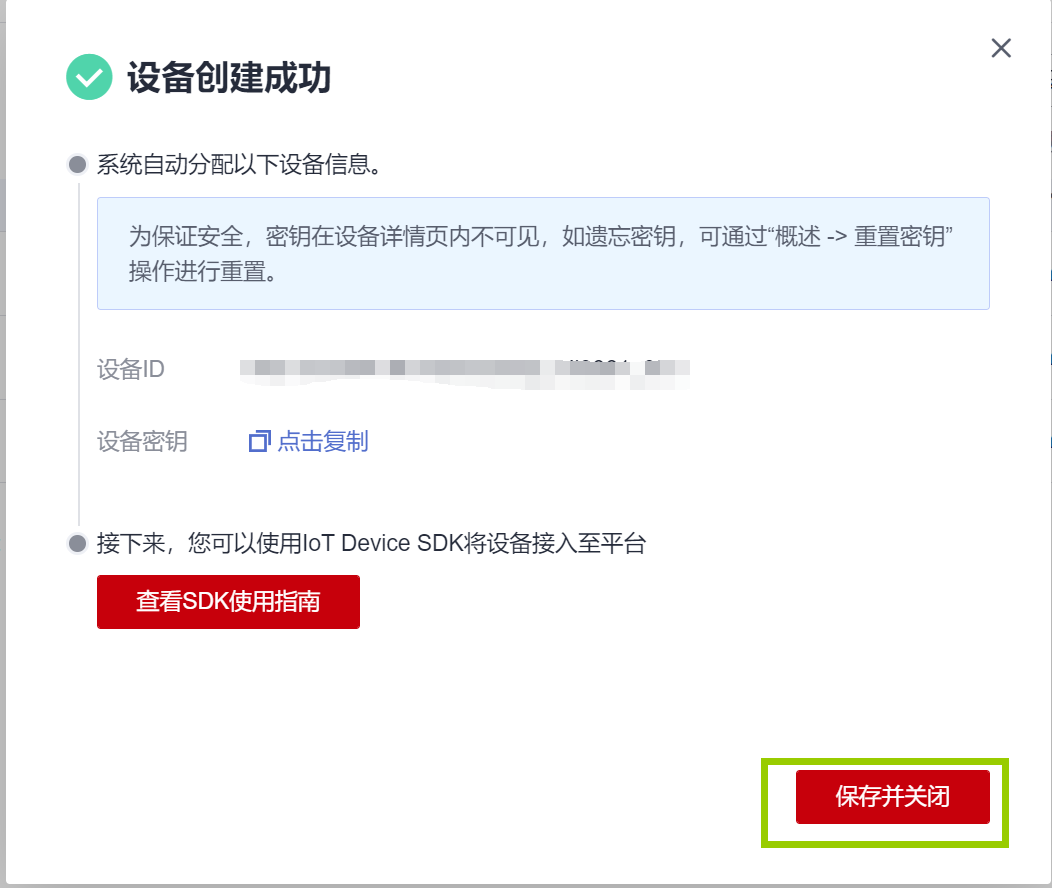 设备创建成功
系统自动分配以下设备信息。
为保证安全，密钥在设备详情页内不可见，如遗忘密钥，可通过“概述 -> 重置密钥”
操作进行重置。
设备ID
设备密钥 点击复制
接下来，您可以使用IoT Device SDK将设备接入至平台
查看SDK使用指南
保存并关闭